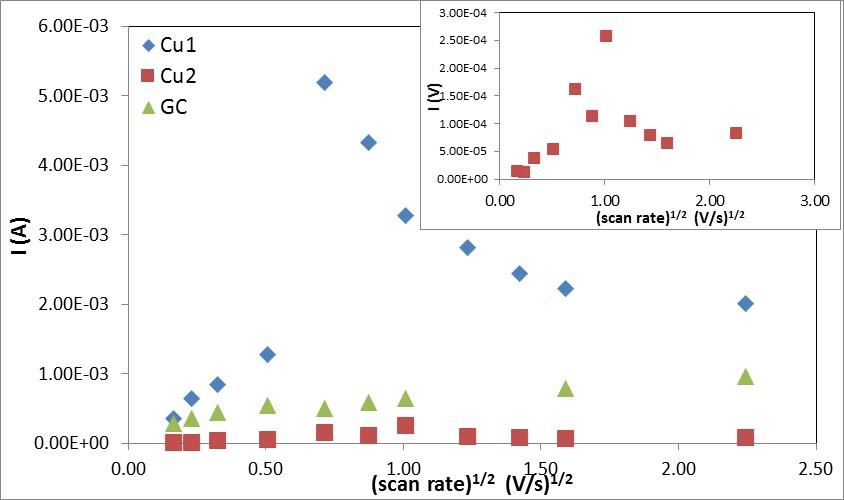 6.00E-03
5.00E-03
4.00E-03
3.00E-03
2.00E-03
1.00E-03
0.00E+00
I (A)
Cu1
Cu2
GC
0.00
0.50
1.00
1.50
2.00
2.50
(scan rate)1/2 (V/s)1/2
3.00E-04
2.50E-04
2.00E-04
1.50E-04
1.00E-04
5.00E-05
0.00E+00
I (V)
0.00
1.00
2.00
3.00
(scan rate)1/2 (V/s)1/2